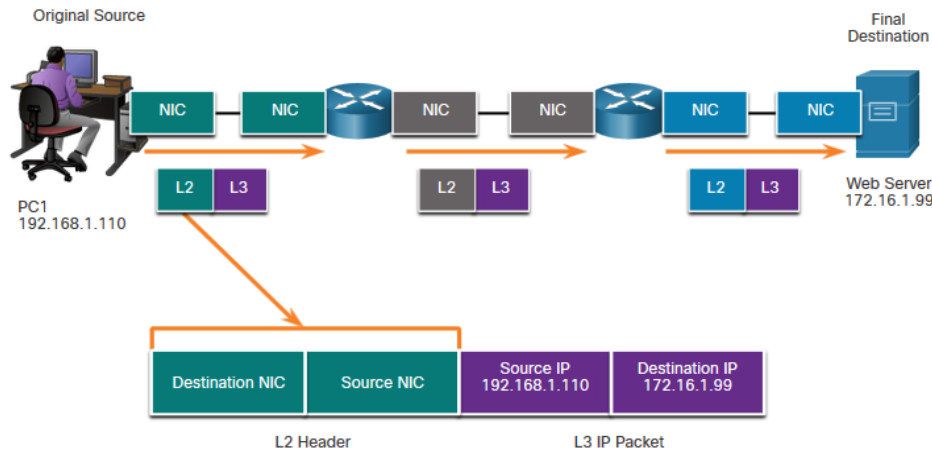 Original Source
Final
Destination
NIC
NIC
NIC
NIC
NIC
NIC
L2 L3
L2 L3
L2 L3
PC1
192.168.1.110
Web Server
172.16.1.99
Destination NIC
Source NIC
Source IP
192.168.1.110
Destination IP
172.16.1.99
L2 Header
L3 IP Packet